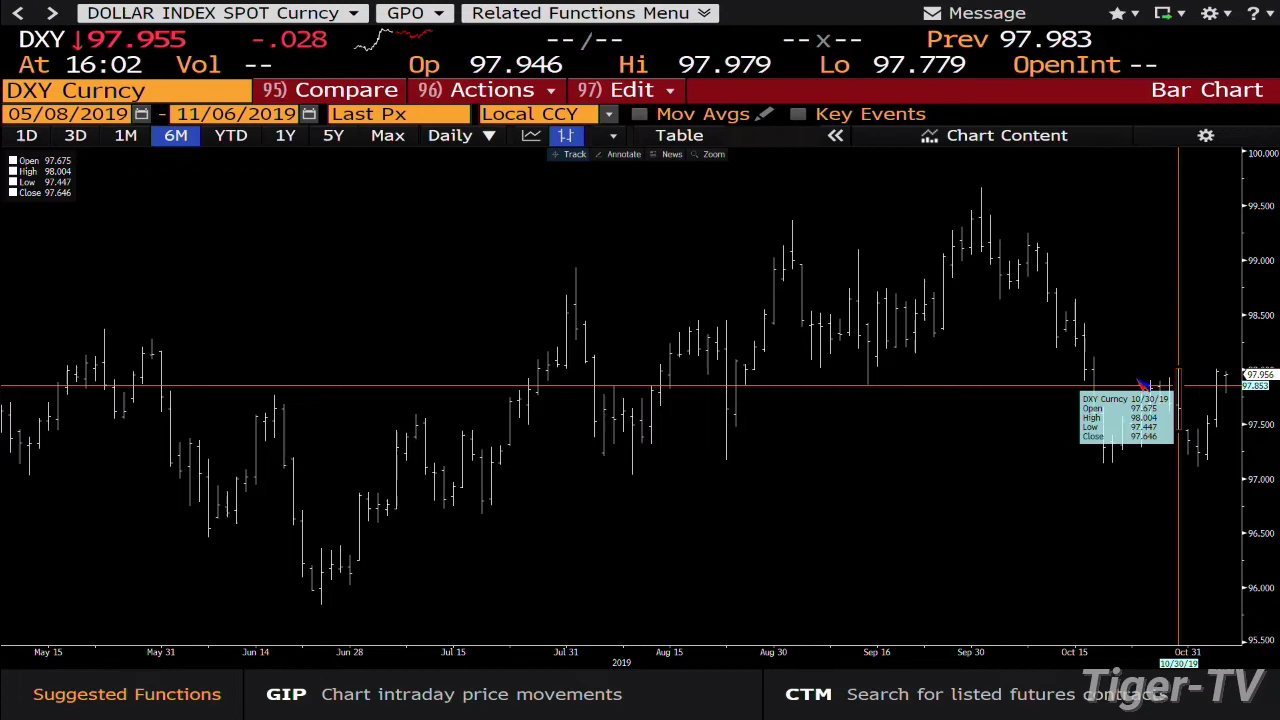 DOLLAR INDEX SPOT Curncy GPO Related Functions Menu Message ?
DXY 97.955 -.028 --/-- --x-- Prev 97.983
At 16:02 Vol -- Op 97.946 Hi 97.979 Lo 97.779 OpenInt --
DXY Curncy 95) Compare 96) Actions 97) Edit Bar Chart
05/08/2019 - 11/06/2019 Last Px Local CCY Mov Avgs Key Events
1D 3D 1M 6M YTD 1Y 5Y Max Daily Table Chart Content
Track Annotate News Zoom
Open 97.675
High 98.004
Low 97.447
Close 97.646
100.000
99.500
99.000
98.500
97.956
97.853
97.500
97.000
96.500
96.000
95.500
DXY Curncy 10/30/19
Open 97.675
High 98.004
Low 97.447
Close 97.646
May 15 May 31 Jun 14 Jun 28 Jul 15 Jul 31 Aug 15 Aug 30 Sep 16 Sep 30 Oct 15 Oct 31
2019
10/30/19
Suggested Functions GIP Chart intraday price movements CTM Search for listed futures contracts
Tiger-TV